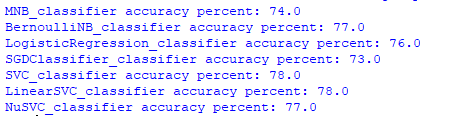 MNB_classifier accuracy percent: 74.0
BernoulliNB_classifier accuracy percent: 77.0
LogisticRegression_classifier accuracy percent: 76.0
SGDClassifier_classifier accuracy percent: 73.0
SVC_classifier accuracy percent: 78.0
LinearSVC_classifier accuracy percent: 78.0
NuSVC_classifier accuracy percent: 77.0